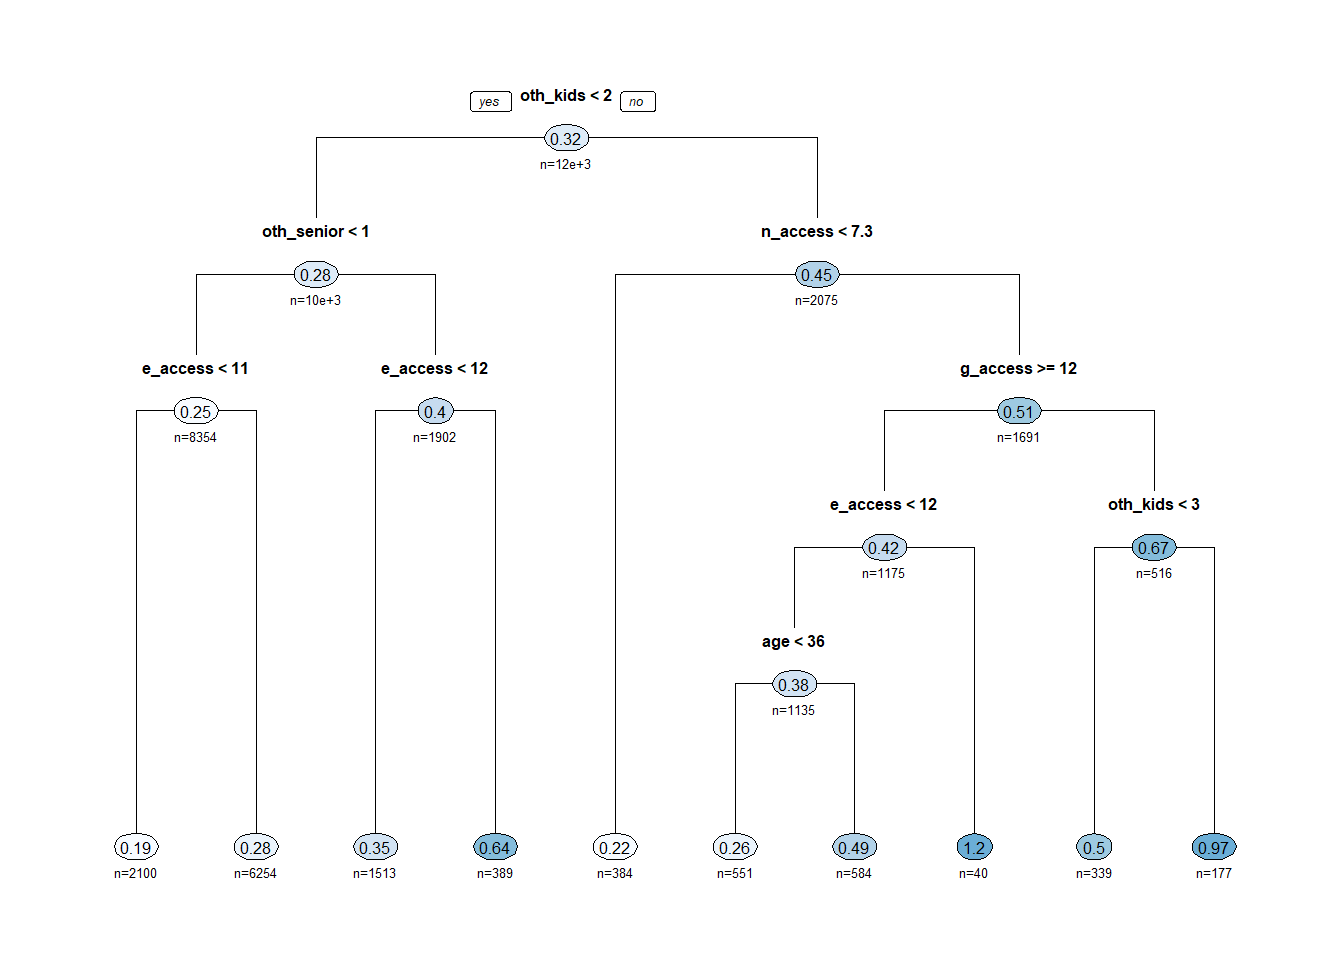 yes oth_kids < 2 no
0.32
n=12e+3
oth_senior < 1 n_access < 7.3
0.28 0.45
n=10e+3 n=2075
e_access < 11 e_access < 12 g_access >= 12
0.25 0.4 0.51
n=8354 n=1902 n=1691
e_access < 12 oth_kids < 3
0.42 0.67
n=1175 n=516
age < 36
0.38
n=1135
0.19 0.28 0.35 0.64 0.22 0.26 0.49 1.2 0.5 0.97
n=2100 n=6254 n=1513 n=389 n=384 n=551 n=584 n=40 n=339 n=177